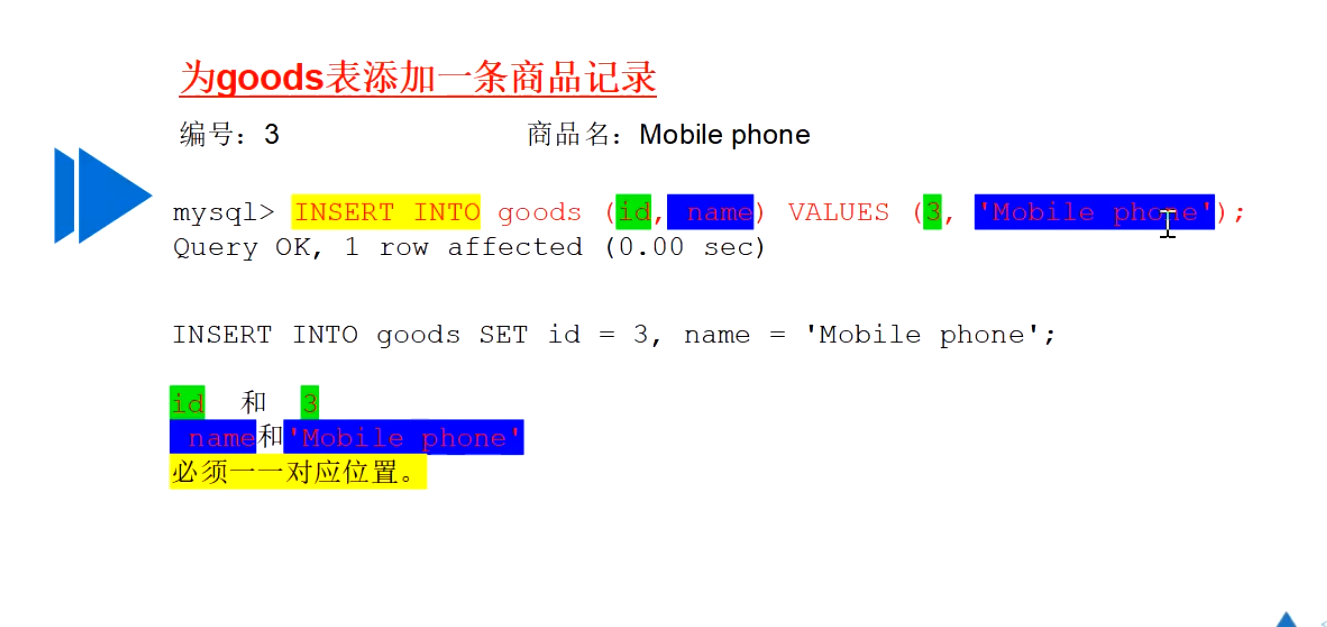 为goods表添加一条商品记录
编号：3 商品名：Mobile phone
mysql> INSERT INTO goods (id, name) VALUES (3, 'Mobile phone');
Query OK, 1 row affected (0.00 sec)
INSERT INTO goods SET id = 3, name = 'Mobile phone';
id 和 3
name和'Mobile phone'
必须一一对应位置。